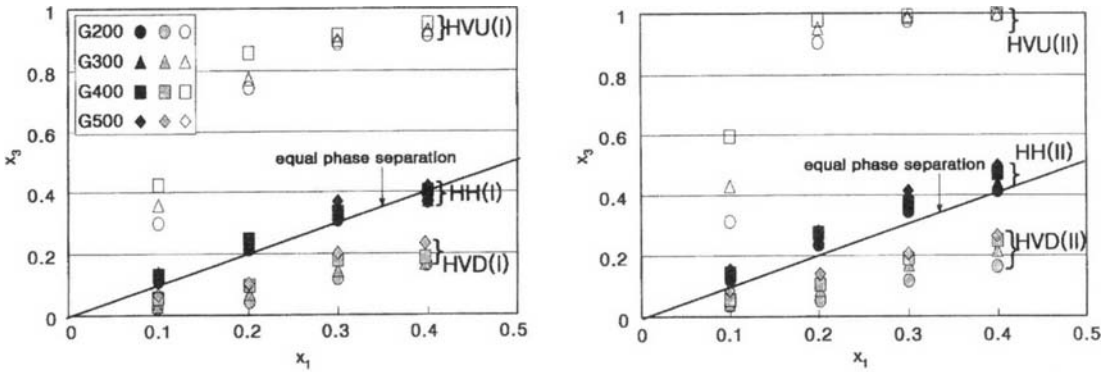 1
0.8
0.6
0.4
0.2
0
x3
G200
G300
G400
G500
HVU(I)
equal phase separation
HH(I)
HVD(I)
0 0.1 0.2 0.3 0.4 0.5
x1
1
0.8
0.6
0.4
0.2
0
x3
HVU(II)
equal phase separation
HH(II)
HVD(II)
0 0.1 0.2 0.3 0.4 0.5
x1